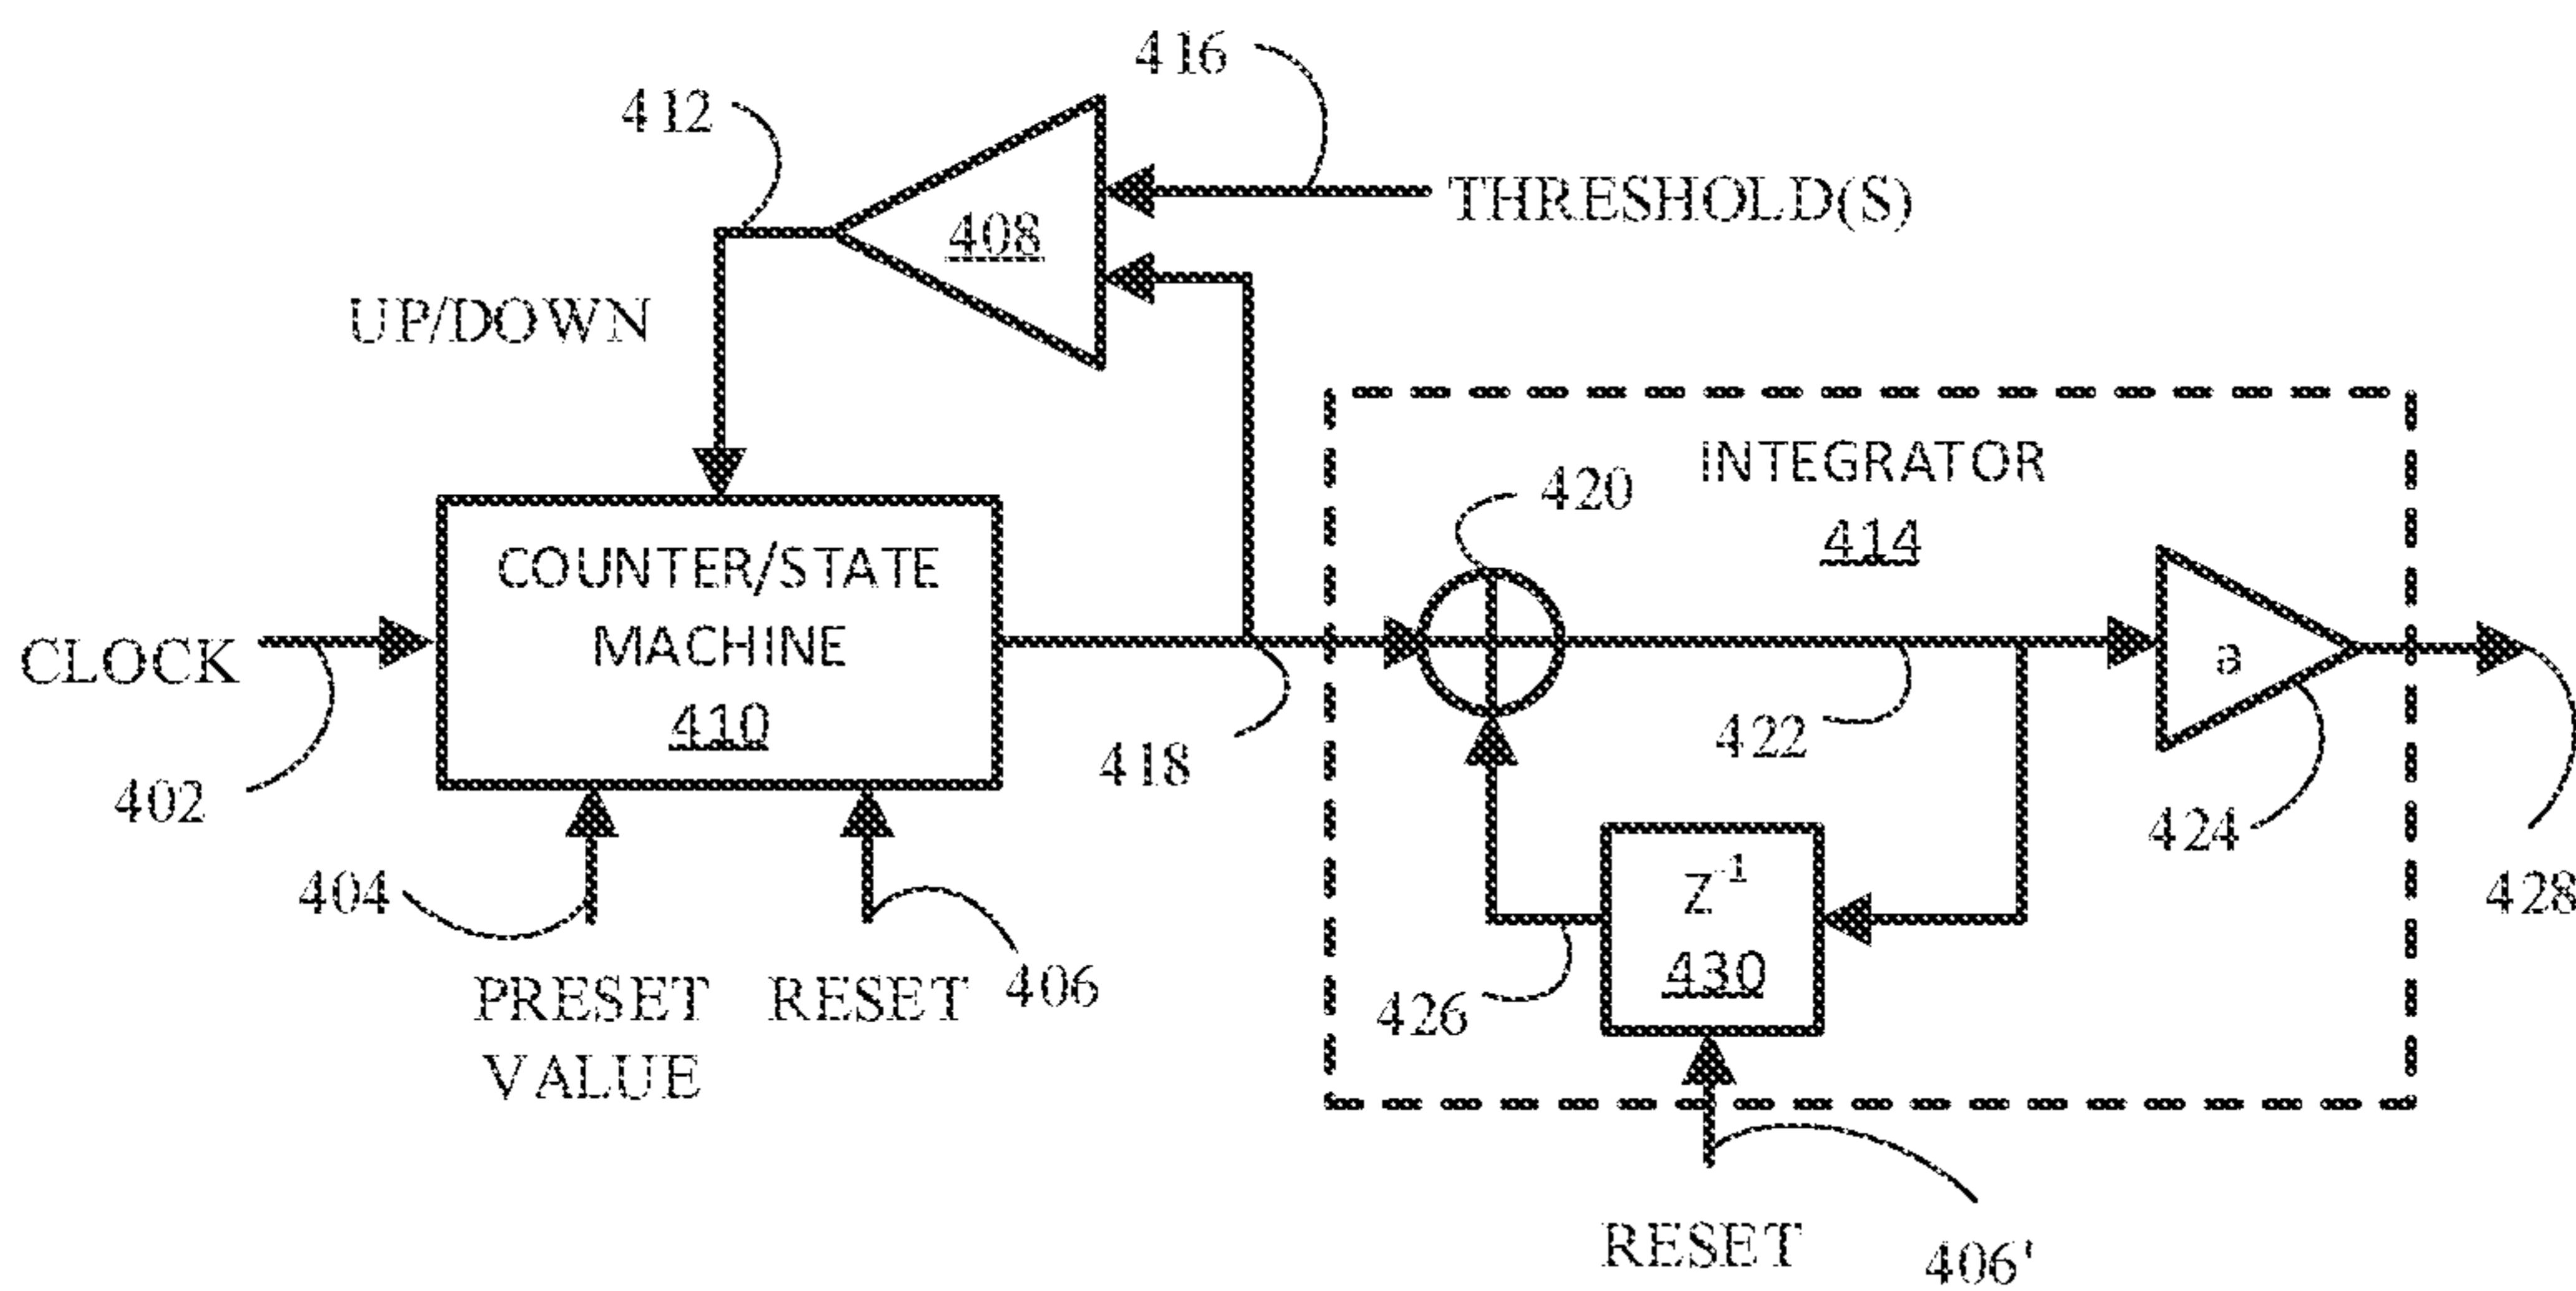 416
412
THRESHOLD(S)
408
UP/DOWN
INTEGRATOR
414
420
COUNTER/STATE
MACHINE
410
CLOCK
a
402
418
422
424
428
404
Z-1
430
406
426
PRESET
VALUE
RESET
RESET
406'